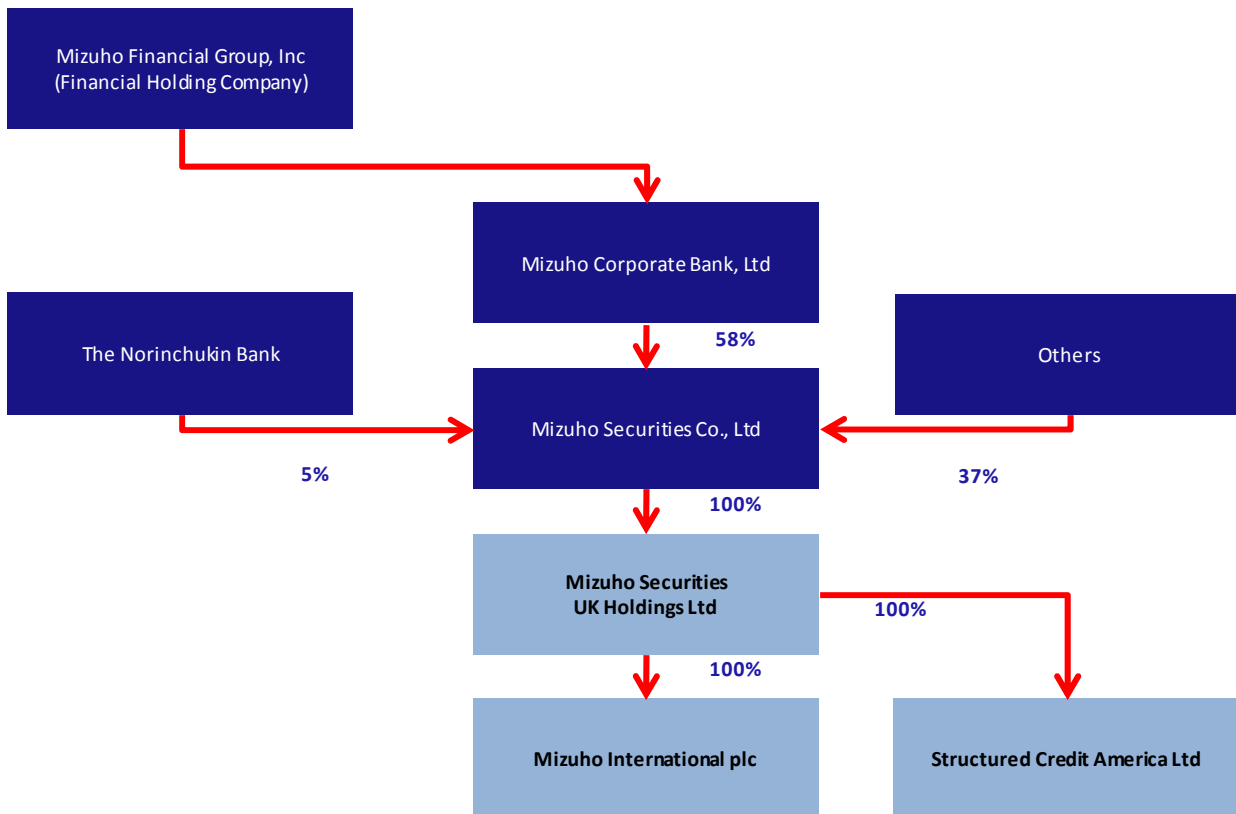 Mizuho Financial Group, Inc
(Financial Holding Company)
Mizuho Corporate Bank, Ltd
58%
The Norinchukin Bank
Others
Mizuho Securities Co., Ltd
5%
37%
100%
Mizuho Securities
UK Holdings Ltd
100%
100%
Mizuho International plc
Structured Credit America Ltd